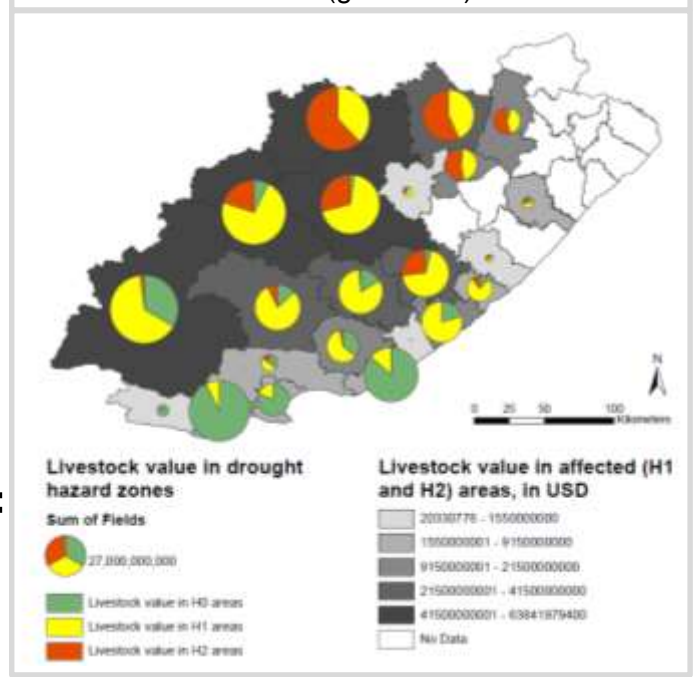 N
0 25 50 100
Kilometers
Livestock value in drought
hazard zones
Sum of Fields
27,000,000,000
Livestock value in H0 areas
Livestock value in H1 areas
Livestock value in H2 areas
Livestock value in affected (H1
and H2) areas, in USD
20330776 - 1550000000
1550000001 - 9150000000
9150000001 - 21500000000
21500000001 - 41500000000
41500000001 - 63841979400
No Data